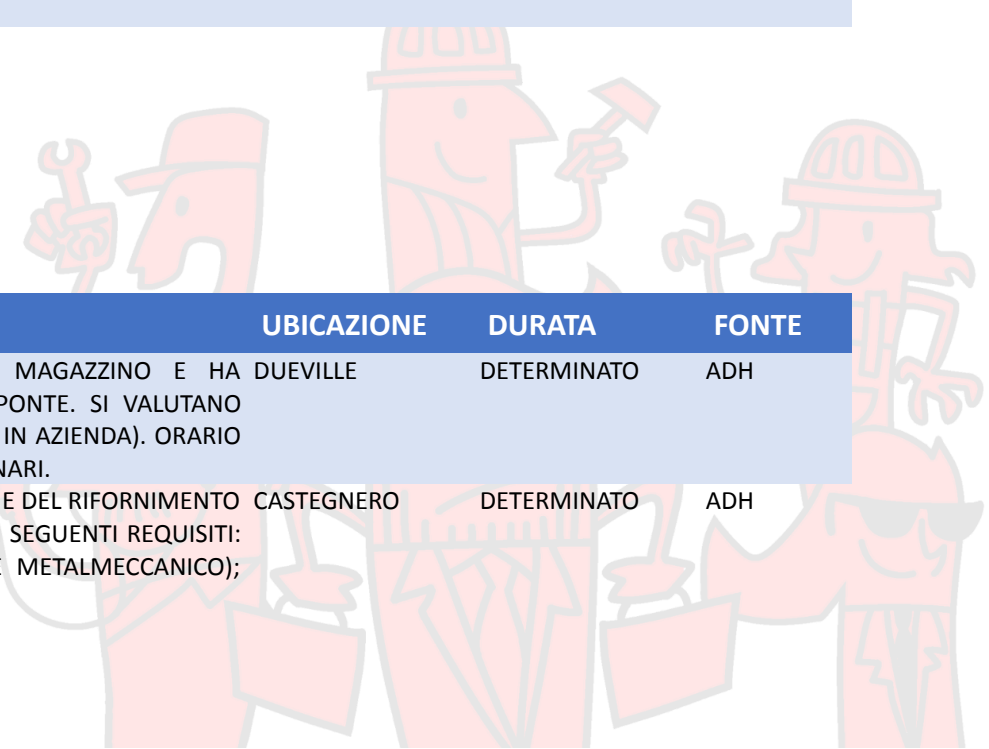 UBICAZIONE DURATA FONTE
MAGAZZINO E HA DUEVILLE DETERMINATO ADH
PONTE. SI VALUTANO
IN AZIENDA). ORARIO
NARI.
E DEL RIFORNIMENTO CASTEGNERO DETERMINATO ADH
SEGUENTI REQUISITI:
METALMECCANICO);